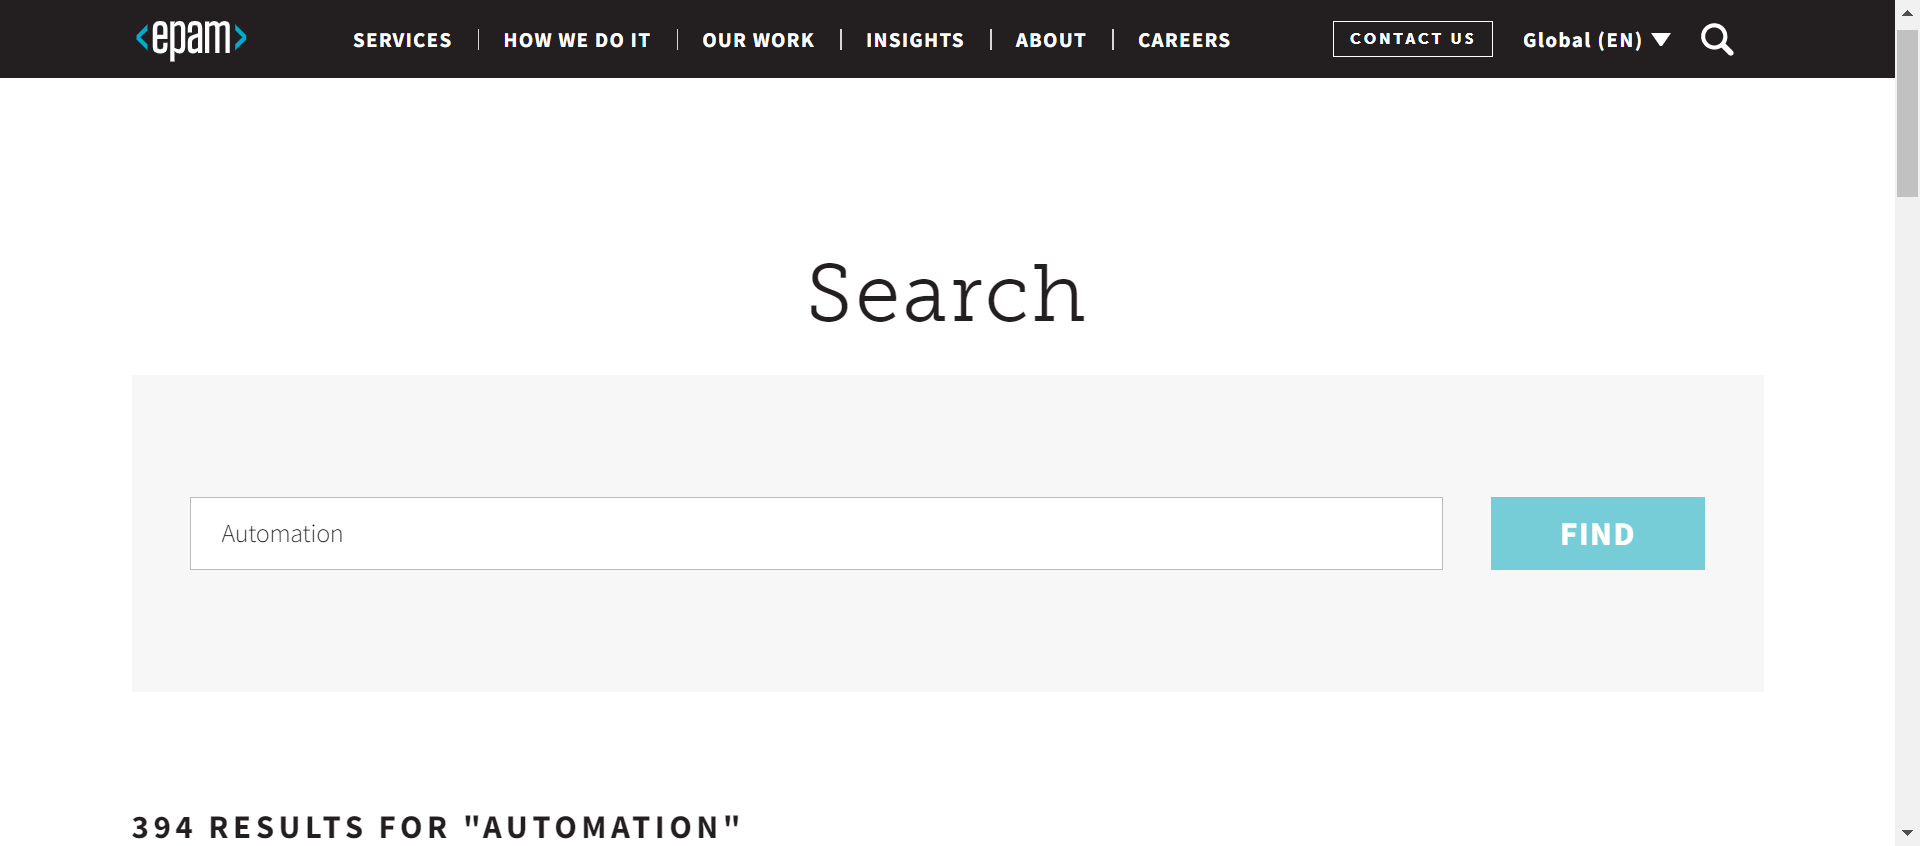 <epam> SERVICES HOW WE DO IT OUR WORK INSIGHTS ABOUT CAREERS CONTACT US Global (EN)
Search
Automation FIND
394 RESULTS FOR "AUTOMATION"